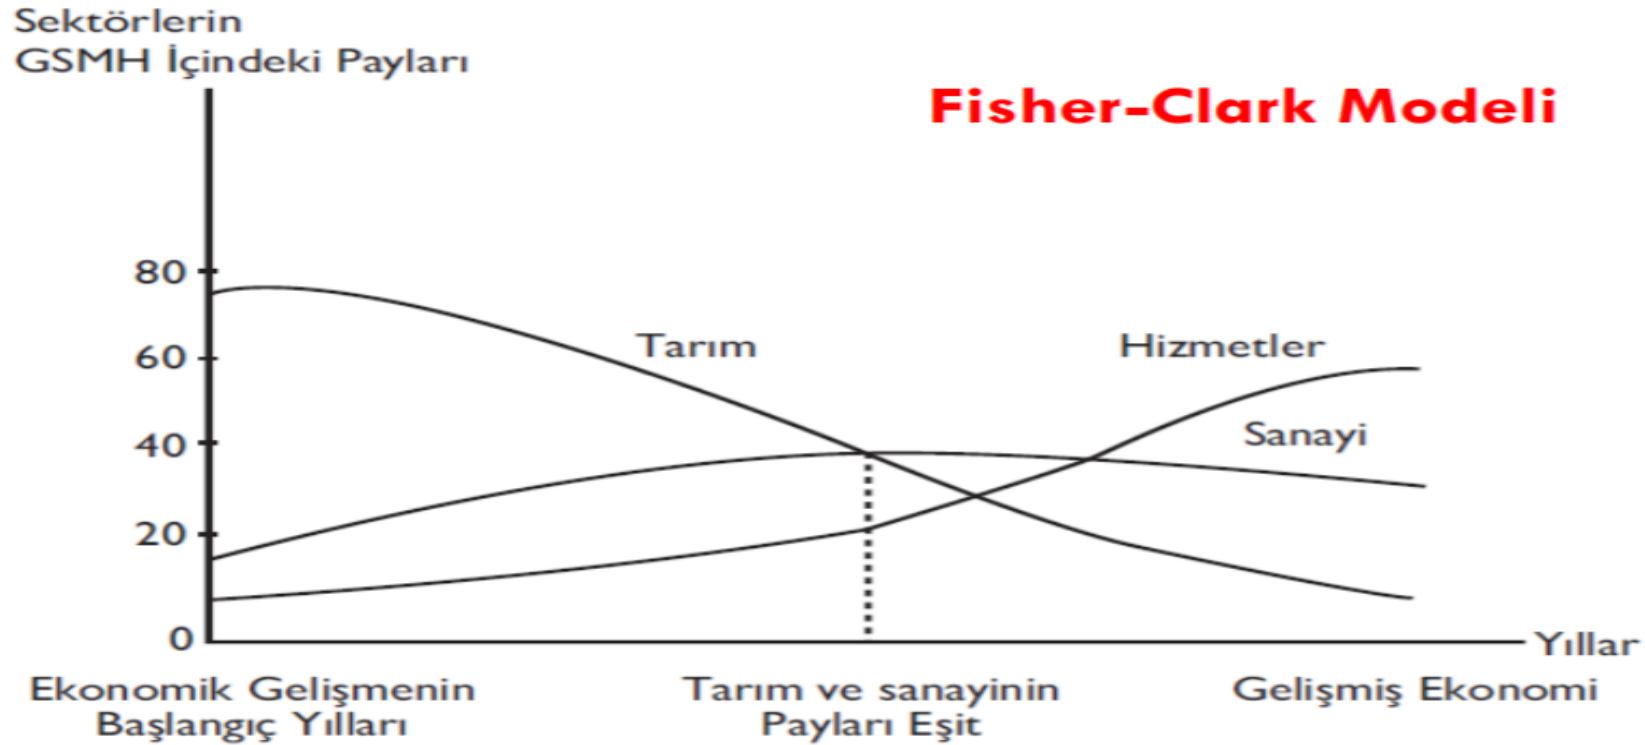 Sektörlerin
GSMH İçindeki Payları
Fisher-Clark Modeli
80
60
40
20
0
Tarım
Hizmetler
Sanayi
Yıllar
Ekonomik Gelişmenin
Başlangıç Yılları
Tarım ve sanayinin
Payları Eşit
Gelişmiş Ekonomi